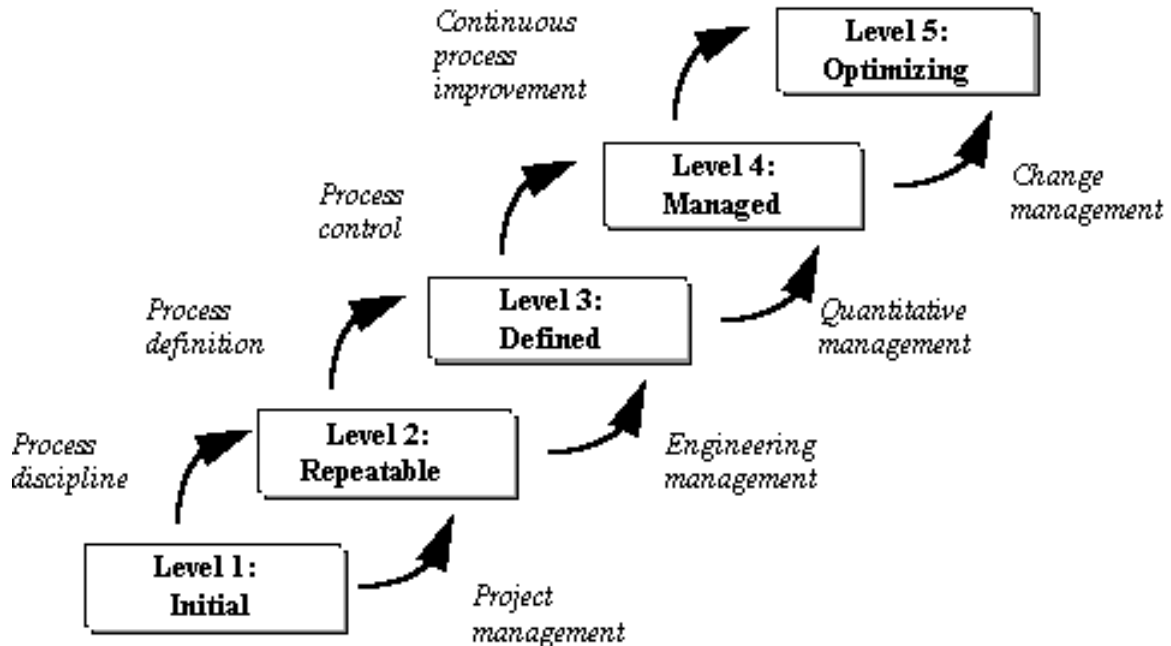 Continuous
process
improvement
Level 5:
Optimizing
Level 4:
Managed
Change
management
Process
control
Level 3:
Defined
Quantitative
management
Process
definition
Level 2:
Repeatable
Engineering
management
Process
discipline
Level 1:
Initial
Project
management